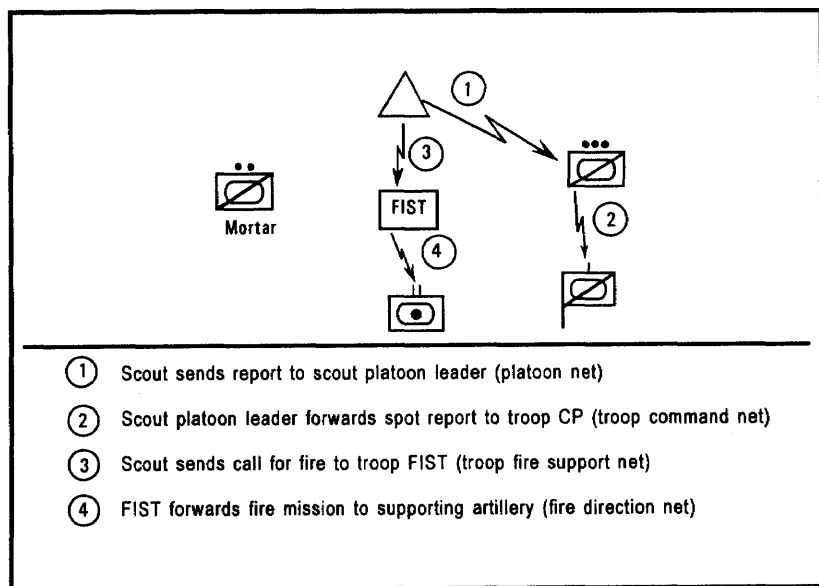 1
3
2
FIST
Mortar
4
1 Scout sends report to scout platoon leader (platoon net)
2 Scout platoon leader forwards spot report to troop CP (troop command net)
3 Scout sends call for fire to troop FIST (troop fire support net)
4 FIST forwards fire mission to supporting artillery (fire direction net)